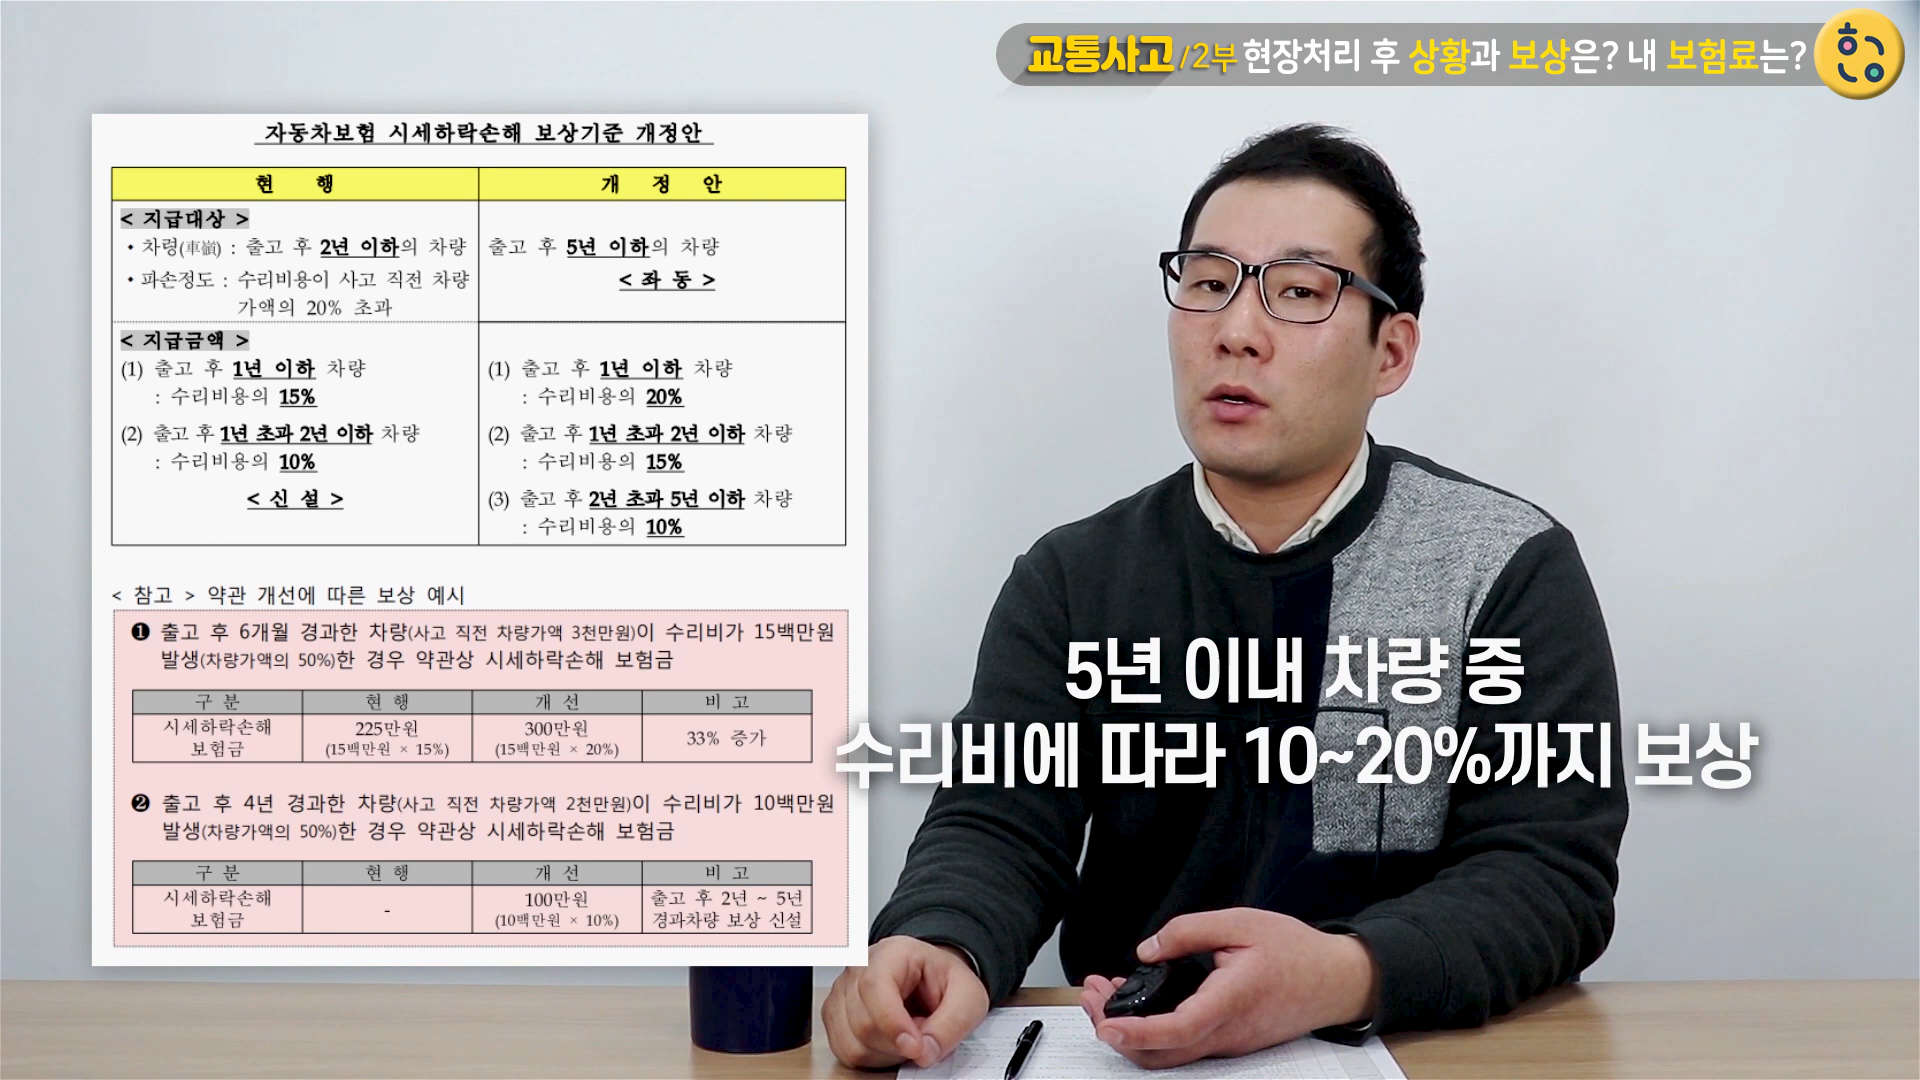 교통사고 /2부 현장처리 후 상황과 보상은? 내 보험료는?
자동차보험 시세하락손해 보상기준 개정안
현 행
개 정 안
< 지급대상 >
• 차령(車嶺) : 출고 후 2년 이하의 차량
• 파손정도 : 수리비용이 사고 직전 차량
가액의 20% 초과
출고 후 5년 이하의 차량
< 좌 동 >
< 지급금액 >
(1) 출고 후 1년 이하 차량
: 수리비용의 15%
(2) 출고 후 1년 초과 2년 이하 차량
: 수리비용의 10%
< 신 설 >
(1) 출고 후 1년 이하 차량
: 수리비용의 20%
(2) 출고 후 1년 초과 2년 이하 차량
: 수리비용의 15%
(3) 출고 후 2년 초과 5년 이하 차량
: 수리비용의 10%
< 참고 > 약관 개선에 따른 보상 예시
❶ 출고 후 6개월 경과한 차량(사고 직전 차량가액 3천만원)이 수리비가 15백만원
발생(차량가액의 50%)한 경우 약관상 시세하락손해 보험금
구 분 현 행 개 선 비 고
시세하락손해
보험금
225만원
(15백만원 × 15%)
300만원
(15백만원 × 20%)
33% 증가
❷ 출고 후 4년 경과한 차량(사고 직전 차량가액 2천만원)이 수리비가 10백만원
발생(차량가액의 50%)한 경우 약관상 시세하락손해 보험금
구 분 현 행 개 선 비 고
시세하락손해
보험금
-
100만원
(10백만원 × 10%)
출고 후 2년 ~ 5년
경과차량 보상 신설
5년 이내 차량 중
수리비에 따라 10~20%까지 보상